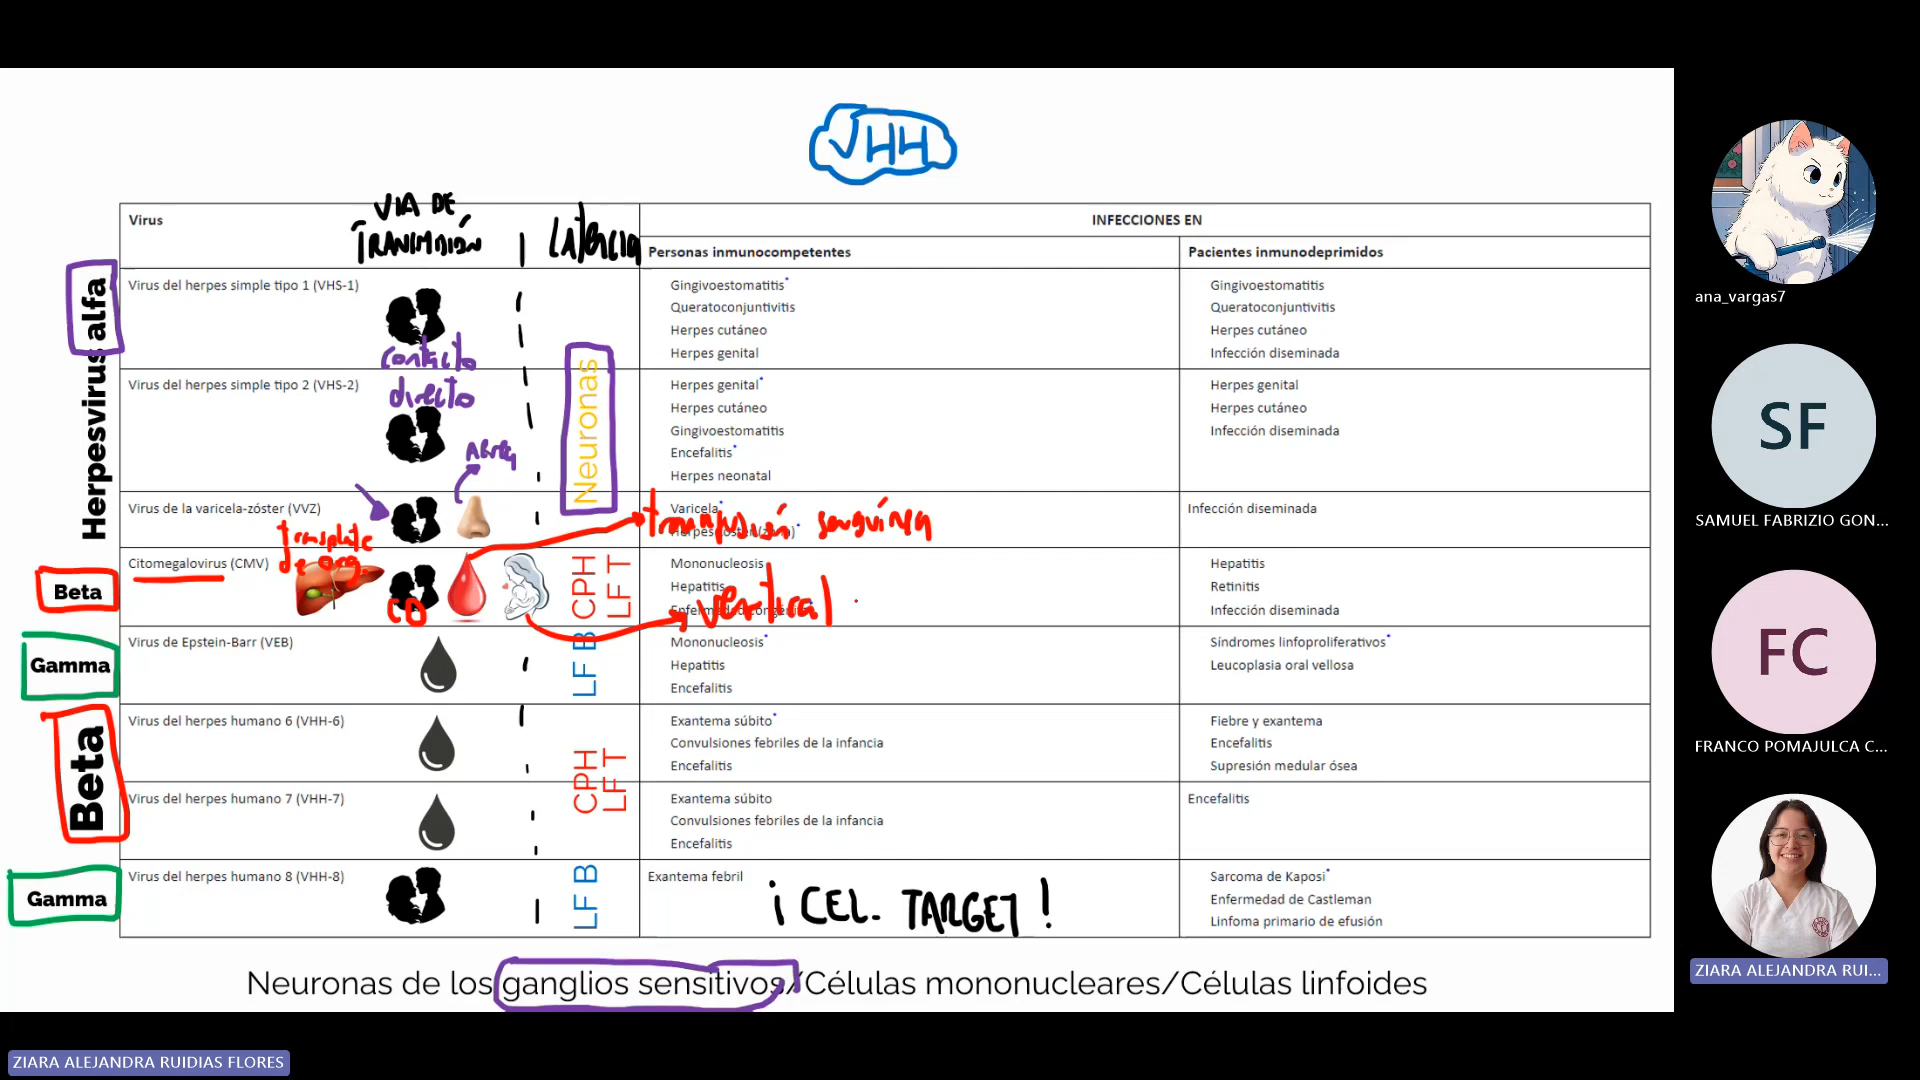 VHH
Virus
VIA DE
TRANSMISIÓN
LATENCIA
INFECCIONES EN
Personas inmunocompetentes
Pacientes inmunodeprimidos
Herpesvirus alfa
Virus del herpes simple tipo 1 (VHS-1)
contacto
directo
Neuronas
Gingivoestomatitis*
Queratoconjuntivitis
Herpes cutáneo
Herpes genital
Gingivoestomatitis
Queratoconjuntivitis
Herpes cutáneo
Infección diseminada
Virus del herpes simple tipo 2 (VHS-2)
Herpes genital*
Herpes cutáneo
Gingivoestomatitis
Encefalitis*
Herpes neonatal
Herpes genital
Herpes cutáneo
Infección diseminada
Virus de la varicela-zóster (VVZ)
Varicela*
transfusión sanguínea
Infección diseminada
Beta
Citomegalovirus (CMV)
transplante
de org.
CD
CPH
LF T
Mononucleosis
Hepatitis
Enfermedad congénita
vertical
Hepatitis
Retinitis
Infección diseminada
Gamma
Virus de Epstein-Barr (VEB)
LF B
Mononucleosis*
Hepatitis
Encefalitis
Síndromes linfoproliferativos*
Leucoplasia oral vellosa
Beta
Virus del herpes humano 6 (VHH-6)
CPH
LF T
Exantema súbito*
Convulsiones febriles de la infancia
Encefalitis
Fiebre y exantema
Encefalitis
Supresión medular ósea
Virus del herpes humano 7 (VHH-7)
Exantema súbito
Convulsiones febriles de la infancia
Encefalitis
Encefalitis
Gamma
Virus del herpes humano 8 (VHH-8)
LF B
Exantema febril
¡CEL. TARGET!
Sarcoma de Kaposi*
Enfermedad de Castleman
Linfoma primario de efusión
Neuronas de los ganglios sensitivos/Células mononucleares/Células linfoides
ana_vargas7
SF
SAMUEL FABRIZIO GON...
FC
FRANCO POMAJULCA C...
ZIARA ALEJANDRA RUI...
ZIARA ALEJANDRA RUIDIAS FLORES